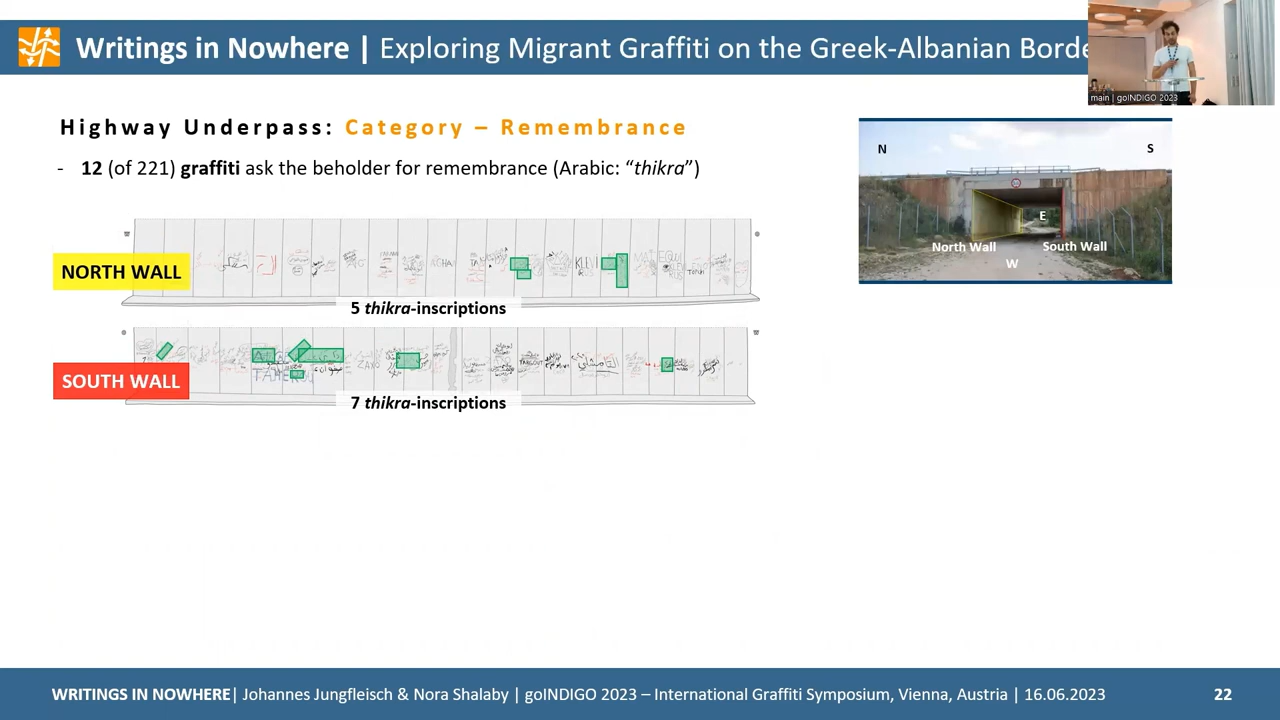 Writings in Nowhere | Exploring Migrant Graffiti on the Greek-Albanian Borde
main | goINDIGO 2023
Highway Underpass: Category – Remembrance
- 12 (of 221) graffiti ask the beholder for remembrance (Arabic: “thikra”)
N
S
E
North Wall
South Wall
W
NORTH WALL
KLEVI
5 thikra-inscriptions
SOUTH WALL
ZAXO
7 thikra-inscriptions
WRITINGS IN NOWHERE| Johannes Jungfleisch & Nora Shalaby | goINDIGO 2023 – International Graffiti Symposium, Vienna, Austria | 16.06.2023
22